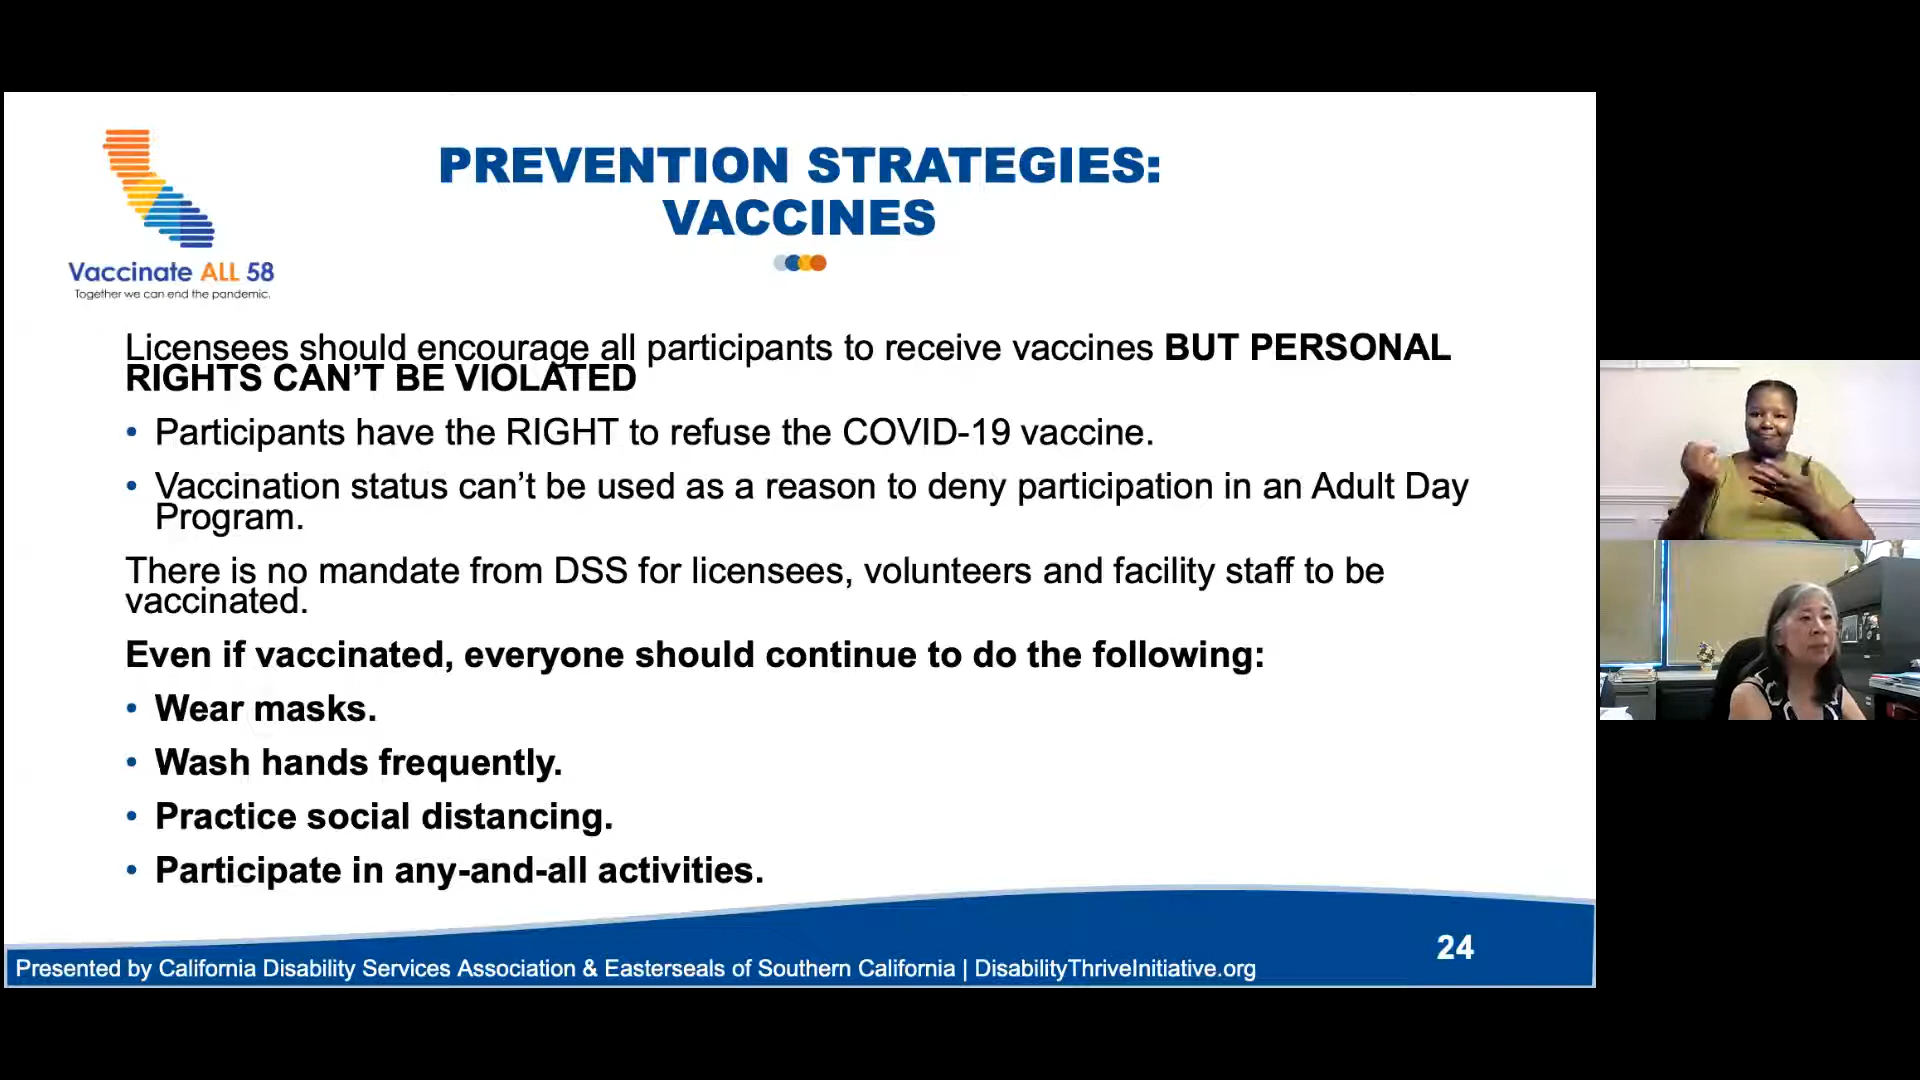 PREVENTION STRATEGIES:
VACCINES
Vaccinate ALL 58
Together we can end the pandemic.
Licensees should encourage all participants to receive vaccines BUT PERSONAL
RIGHTS CAN’T BE VIOLATED
• Participants have the RIGHT to refuse the COVID-19 vaccine.
• Vaccination status can’t be used as a reason to deny participation in an Adult Day
Program.
There is no mandate from DSS for licensees, volunteers and facility staff to be
vaccinated.
Even if vaccinated, everyone should continue to do the following:
• Wear masks.
• Wash hands frequently.
• Practice social distancing.
• Participate in any-and-all activities.
24
Presented by California Disability Services Association & Easterseals of Southern California | DisabilityThriveInitiative.org